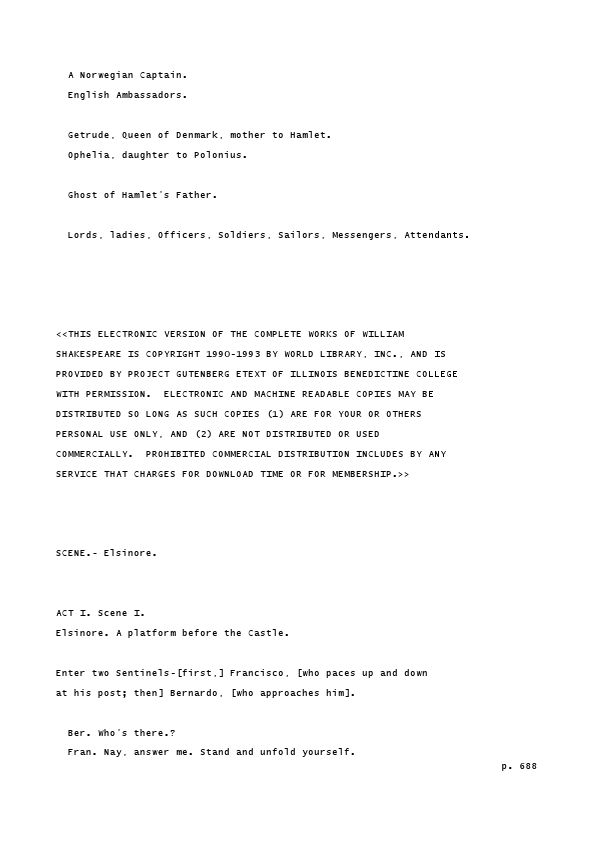 A Norwegian Captain.
English Ambassadors.
Getrude, Queen of Denmark, mother to Hamlet.
Ophelia, daughter to Polonius.
Ghost of Hamlet's Father.
Lords, ladies, Officers, Soldiers, Sailors, Messengers, Attendants.
<<THIS ELECTRONIC VERSION OF THE COMPLETE WORKS OF WILLIAM
SHAKESPEARE IS COPYRIGHT 1990-1993 BY WORLD LIBRARY, INC., AND IS
PROVIDED BY PROJECT GUTENBERG ETEXT OF ILLINOIS BENEDICTINE COLLEGE
WITH PERMISSION.  ELECTRONIC AND MACHINE READABLE COPIES MAY BE
DISTRIBUTED SO LONG AS SUCH COPIES (1) ARE FOR YOUR OR OTHERS
PERSONAL USE ONLY, AND (2) ARE NOT DISTRIBUTED OR USED
COMMERCIALLY.  PROHIBITED COMMERCIAL DISTRIBUTION INCLUDES BY ANY
SERVICE THAT CHARGES FOR DOWNLOAD TIME OR FOR MEMBERSHIP.>>
SCENE.- Elsinore.
ACT I. Scene I.
Elsinore. A platform before the Castle.
Enter two Sentinels-[first,] Francisco, [who paces up and down
at his post; then] Bernardo, [who approaches him].
Ber. Who's there.?
Fran. Nay, answer me. Stand and unfold yourself.
p. 688